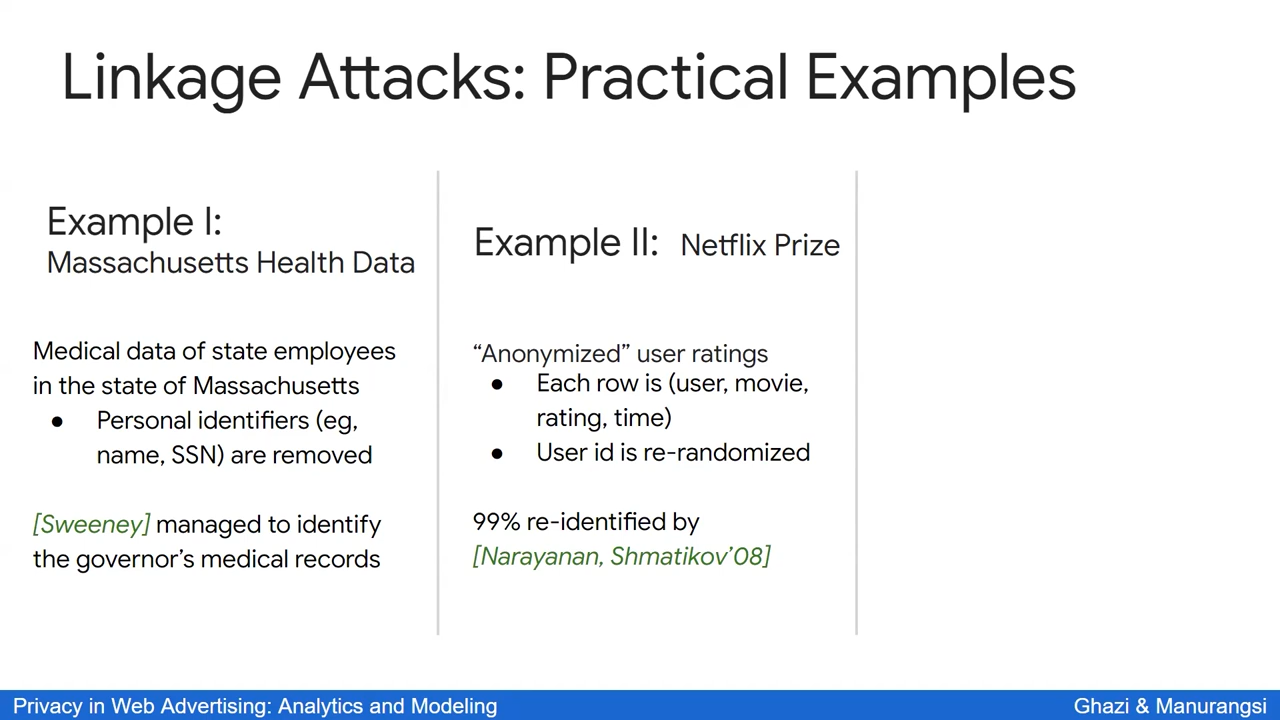 Linkage Attacks: Practical Examples
Example I:
Massachusetts Health Data
Medical data of state employees
in the state of Massachusetts
● Personal identifiers (eg,
name, SSN) are removed
[Sweeney] managed to identify
the governor’s medical records
Example II: Netflix Prize
“Anonymized” user ratings
● Each row is (user, movie,
rating, time)
● User id is re-randomized
99% re-identified by
[Narayanan, Shmatikov’08]
Privacy in Web Advertising: Analytics and Modeling
Ghazi & Manurangsi